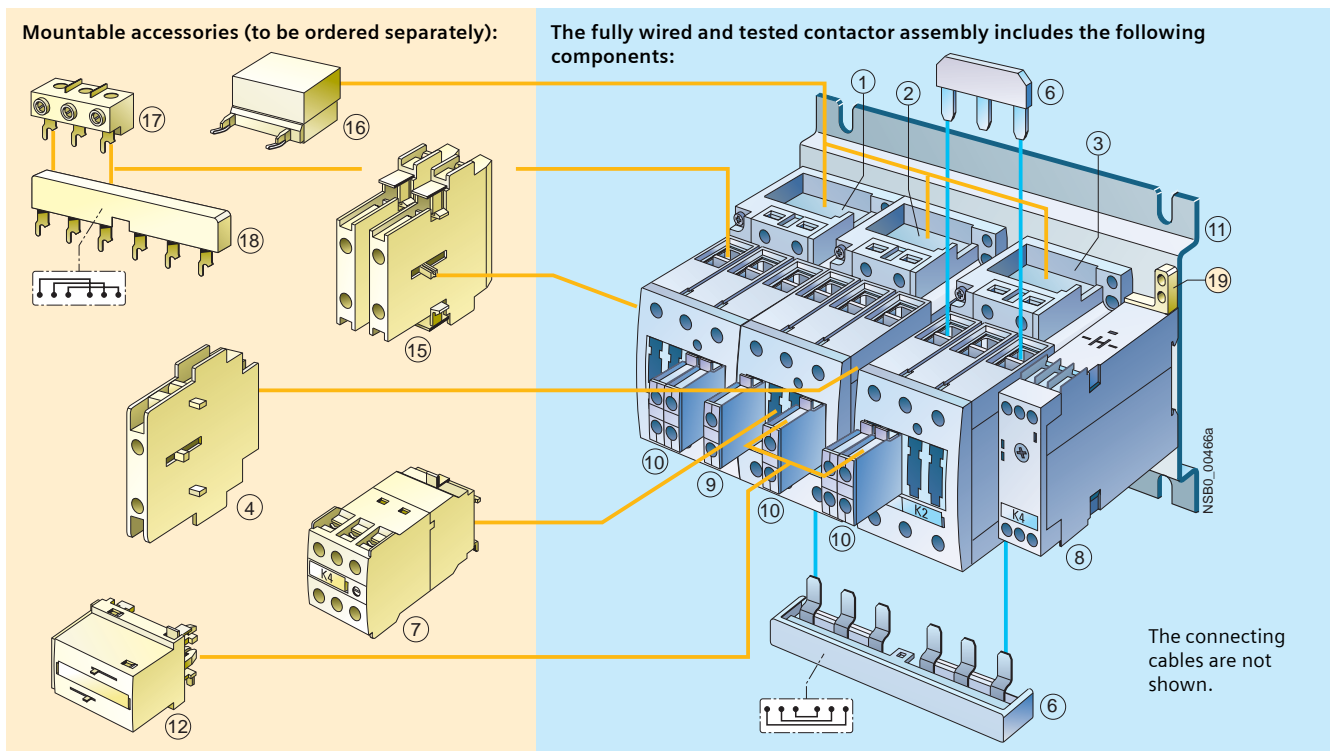 Mountable accessories (to be ordered separately):
The fully wired and tested contactor assembly includes the following
components:
17
16
1
2
6
3
18
11
19
15
10
9
10
10
K2
K4
8
4
K4
7
12
6
-H-
NSB0_00466a
The connecting
cables are not
shown.